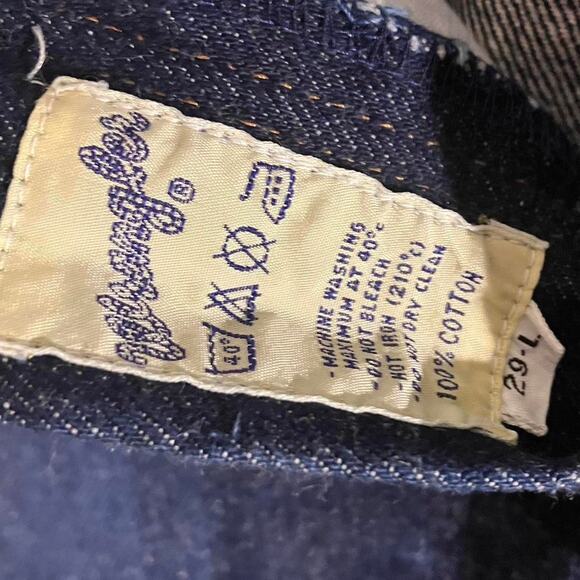 Wrangler ®
40°
- MACHINE WASHING
MAXIMUM AT 40°C
- DO NOT BLEACH
- HOT IRON (210°C)
- DO NOT DRY CLEAN
100% COTTON
29-L